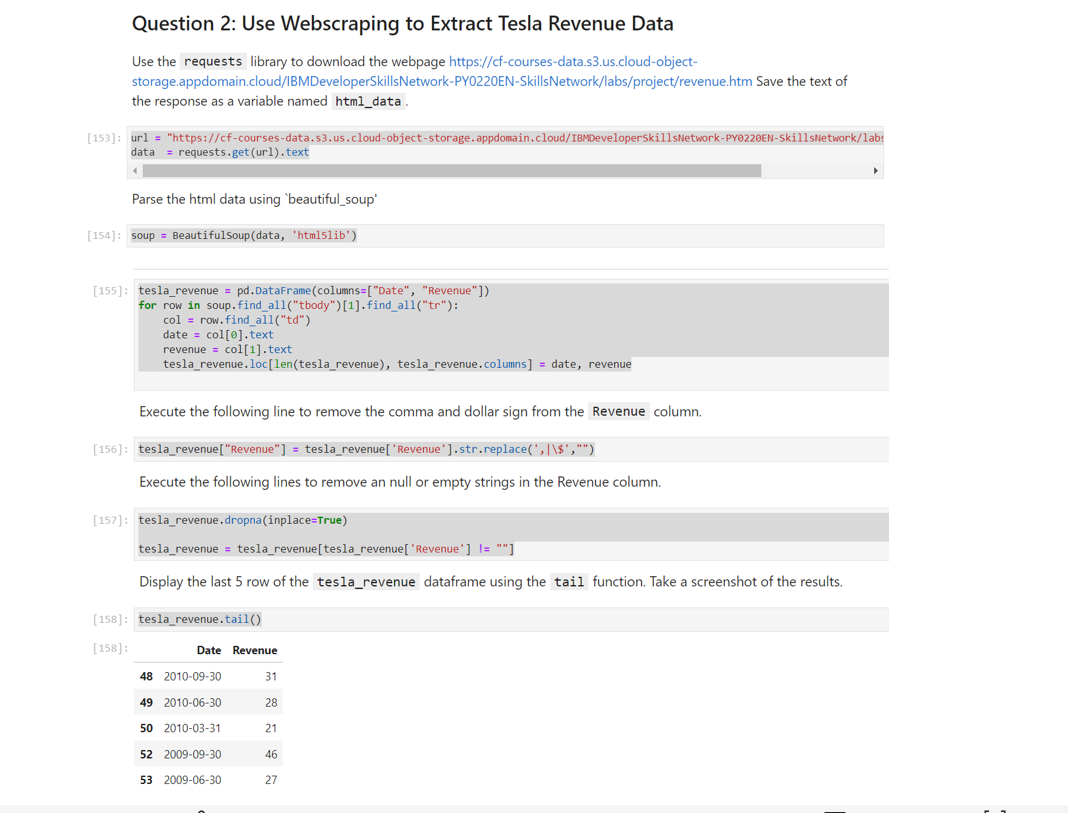 Question 2: Use Webscraping to Extract Tesla Revenue Data
Use the requests library to download the webpage https://cf-courses-data.s3.us.cloud-object-
storage.appdomain.cloud/IBMDeveloperSkillsNetwork-PY0220EN-SkillsNetwork/labs/project/revenue.htm Save the text of
the response as a variable named html_data.
[153]: url = "https://cf-courses-data.s3.us.cloud-object-storage.appdomain.cloud/IBMDeveloperSkillsNetwork-PY0220EN-SkillsNetwork/labs
data  = requests.get(url).text
Parse the html data using `beautiful_soup'
[154]: soup = BeautifulSoup(data, 'html5lib')
[155]: tesla_revenue = pd.DataFrame(columns=["Date", "Revenue"])
for row in soup.find_all("tbody")[1].find_all("tr"):
    col = row.find_all("td")
    date = col[0].text
    revenue = col[1].text
    tesla_revenue.loc[len(tesla_revenue), tesla_revenue.columns] = date, revenue
Execute the following line to remove the comma and dollar sign from the Revenue column.
[156]: tesla_revenue["Revenue"] = tesla_revenue['Revenue'].str.replace(',|\$',"")
Execute the following lines to remove an null or empty strings in the Revenue column.
[157]: tesla_revenue.dropna(inplace=True)
tesla_revenue = tesla_revenue[tesla_revenue['Revenue'] != ""]
Display the last 5 row of the tesla_revenue dataframe using the tail function. Take a screenshot of the results.
[158]: tesla_revenue.tail()
[158]: Date Revenue
48 2010-09-30 31
49 2010-06-30 28
50 2010-03-31 21
52 2009-09-30 46
53 2009-06-30 27